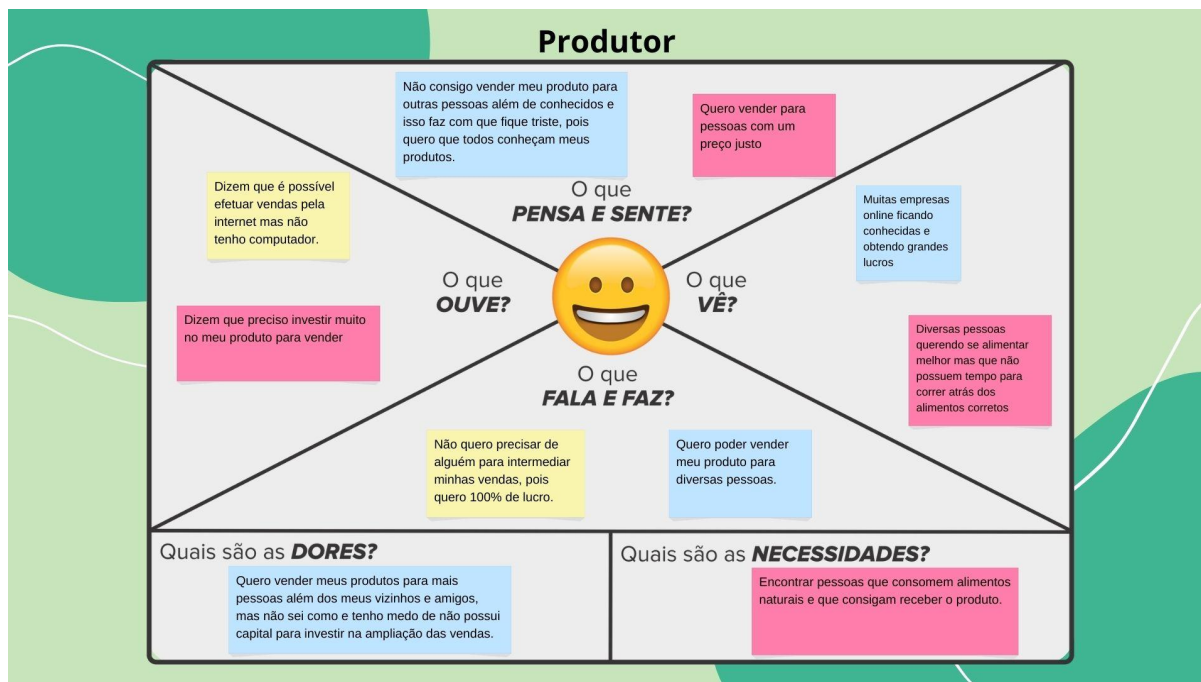 Produtor
Não consigo vender meu produto para
outras pessoas além de conhecidos e
isso faz com que fique triste, pois
quero que todos conheçam meus
produtos.
Quero vender para
pessoas com um
preço justo
O que
PENSA E SENTE?
Dizem que é possível
efetuar vendas pela
internet mas não
tenho computador.
Dizem que preciso investir muito
no meu produto para vender
O que
OUVE?
O que
VÊ?
Muitas empresas
online ficando
conhecidas e
obtendo grandes
lucros
Diversas pessoas
querendo se alimentar
melhor mas que não
possuem tempo para
correr atrás dos
alimentos corretos
O que
FALA E FAZ?
Não quero precisar de
alguém para intermediar
minhas vendas, pois
quero 100% de lucro.
Quero poder vender
meu produto para
diversas pessoas.
Quais são as DORES?
Quero vender meus produtos para mais
pessoas além dos meus vizinhos e amigos,
mas não sei como e tenho medo de não possui
capital para investir na ampliação das vendas.
Quais são as NECESSIDADES?
Encontrar pessoas que consomem alimentos
naturais e que consigam receber o produto.